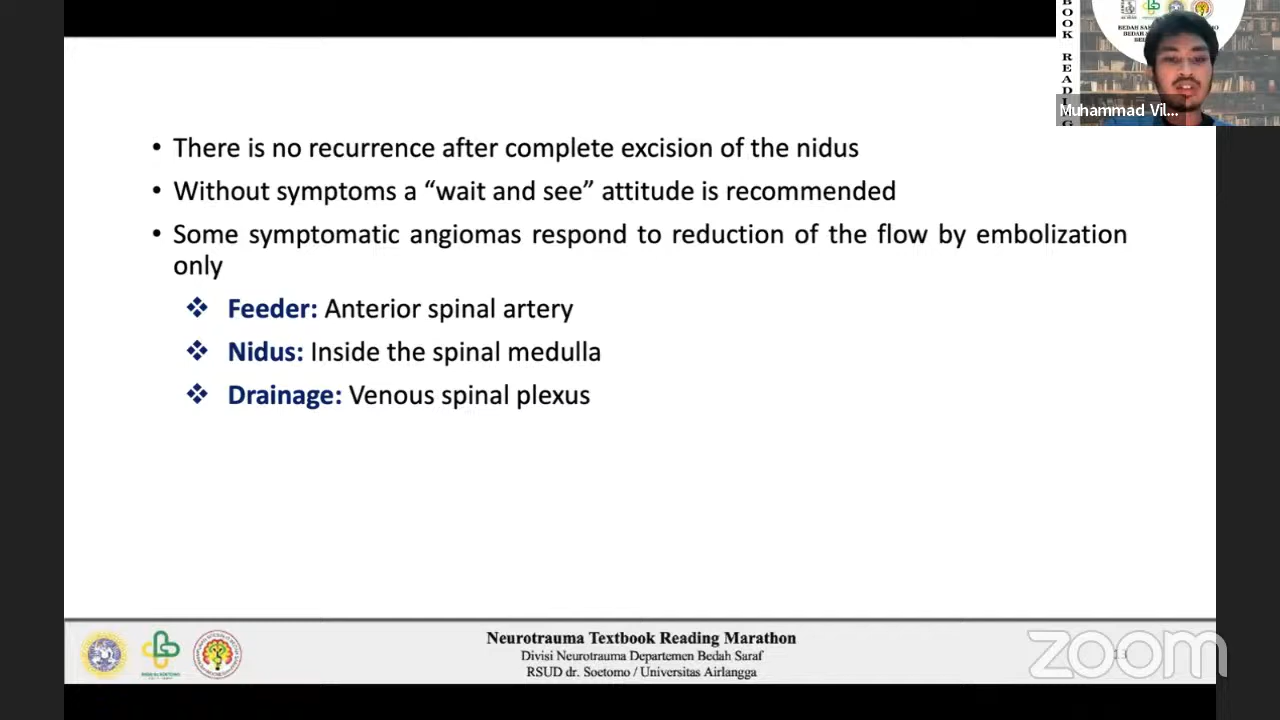 BOOK READING
Muhammad Vil...
• There is no recurrence after complete excision of the nidus
• Without symptoms a “wait and see” attitude is recommended
• Some symptomatic angiomas respond to reduction of the flow by embolization
only
❖ Feeder: Anterior spinal artery
❖ Nidus: Inside the spinal medulla
❖ Drainage: Venous spinal plexus
Neurotrauma Textbook Reading Marathon
Divisi Neurotrauma Departemen Bedah Saraf
RSUD dr. Soetomo / Universitas Airlangga
zoom
13